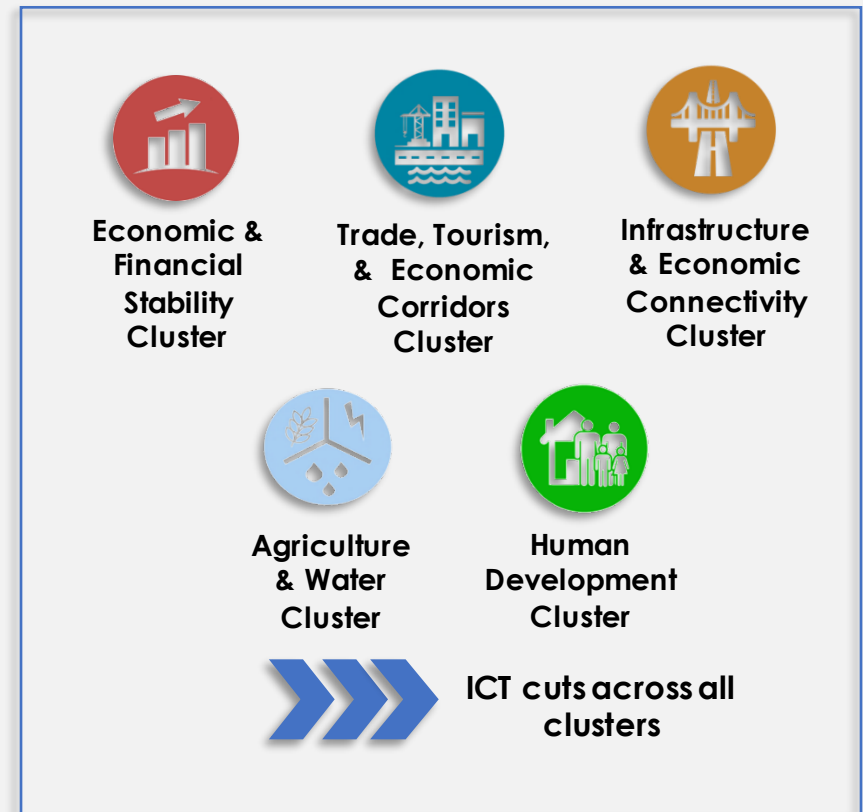 Economic &
Financial
Stability
Cluster
Trade, Tourism,
& Economic
Corridors
Cluster
Infrastructure
& Economic
Connectivity
Cluster
Agriculture
& Water
Cluster
Human
Development
Cluster
ICT cuts across all
clusters